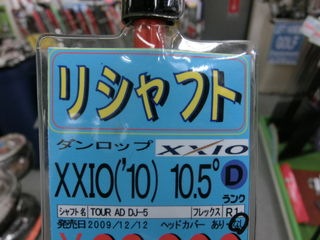 リシャフト
ダンロップ XXIO
XXIO('10) 10.5° D
ランク
シャフト名 TOUR AD DJ-5 フレックス R1
発売日 2009/12/12 ヘッドカバー あり